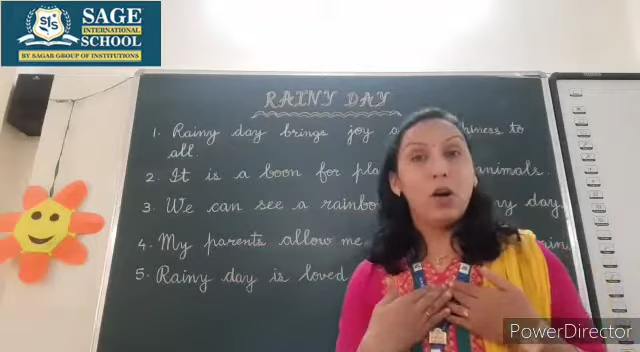 SIS
SAGE
INTERNATIONAL
SCHOOL
BY SAGAR GROUP OF INSTITUTIONS
RAINY DAY
1. Rainy day brings joy to
all.
2. It is a boon for animals.
3. We can see a day.
4. My parents allow me
5. Rainy day is loved
PowerDirector